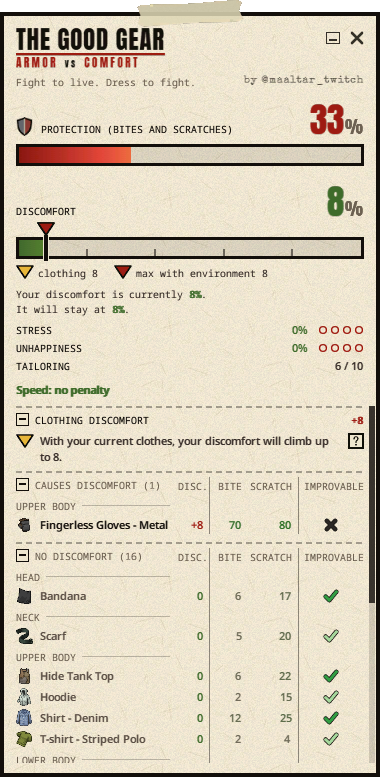 THE GOOD GEAR
ARMOR vs COMFORT
Fight to live. Dress to fight.
by @maaltar_twitch
PROTECTION (BITES AND SCRATCHES)
33%
DISCOMFORT
8%
clothing 8
max with environment 8
Your discomfort is currently 8%.
It will stay at 8%.
STRESS 0%
UNHAPPINESS 0%
TAILORING 6 / 10
Speed: no penalty
CLOTHING DISCOMFORT +8
With your current clothes, your discomfort will climb up
to 8.
?
CAUSES DISCOMFORT (1) DISC. BITE SCRATCH IMPROVABLE
UPPER BODY
Fingerless Gloves - Metal +8 70 80
NO DISCOMFORT (16) DISC. BITE SCRATCH IMPROVABLE
HEAD
Bandana 0 6 17
NECK
Scarf 0 5 20
UPPER BODY
Hide Tank Top 0 6 22
Hoodie 0 2 15
Shirt - Denim 0 12 25
T-shirt - Striped Polo 0 2 4
LOWER BODY